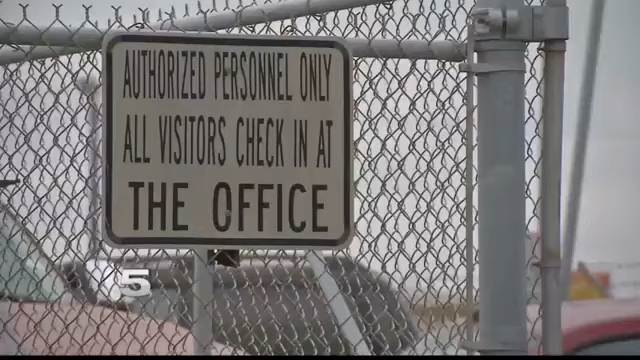 AUTHORIZED PERSONNEL ONLY
ALL VISITORS CHECK IN AT
THE OFFICE
5